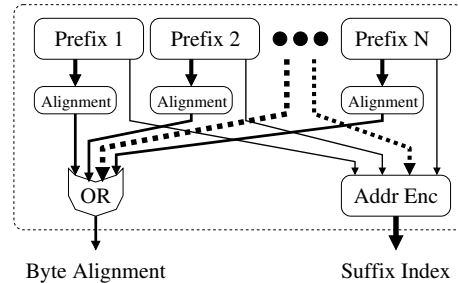 Prefix 1 Prefix 2 Prefix N
Alignment Alignment Alignment
OR Addr Enc
Byte Alignment Suffix Index